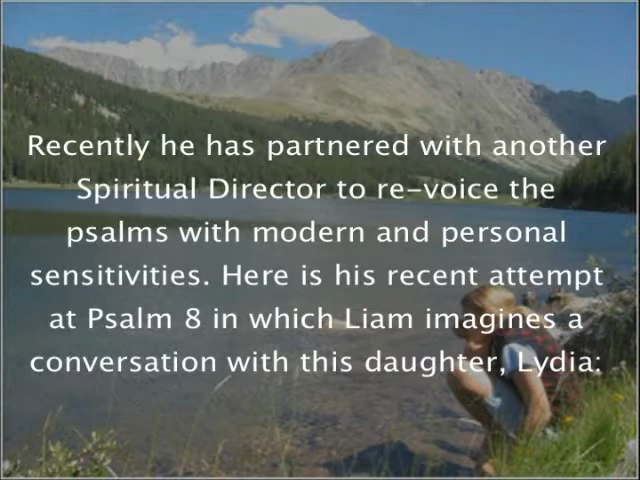 Recently he has partnered with another
Spiritual Director to re-voice the
psalms with modern and personal
sensitivities. Here is his recent attempt
at Psalm 8 in which Liam imagines a
conversation with this daughter, Lydia: